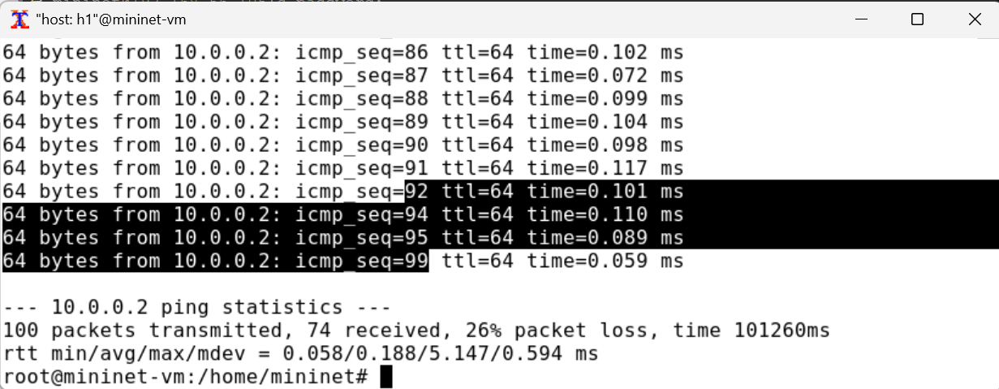 "host: h1"@mininet-vm
64 bytes from 10.0.0.2: icmp_seq=86 ttl=64 time=0.102 ms
64 bytes from 10.0.0.2: icmp_seq=87 ttl=64 time=0.072 ms
64 bytes from 10.0.0.2: icmp_seq=88 ttl=64 time=0.099 ms
64 bytes from 10.0.0.2: icmp_seq=89 ttl=64 time=0.104 ms
64 bytes from 10.0.0.2: icmp_seq=90 ttl=64 time=0.098 ms
64 bytes from 10.0.0.2: icmp_seq=91 ttl=64 time=0.117 ms
64 bytes from 10.0.0.2: icmp_seq=92 ttl=64 time=0.101 ms
64 bytes from 10.0.0.2: icmp_seq=94 ttl=64 time=0.110 ms
64 bytes from 10.0.0.2: icmp_seq=95 ttl=64 time=0.089 ms
64 bytes from 10.0.0.2: icmp_seq=99 ttl=64 time=0.059 ms
--- 10.0.0.2 ping statistics ---
100 packets transmitted, 74 received, 26% packet loss, time 101260ms
rtt min/avg/max/mdev = 0.058/0.188/5.147/0.594 ms
root@mininet-vm:/home/mininet#